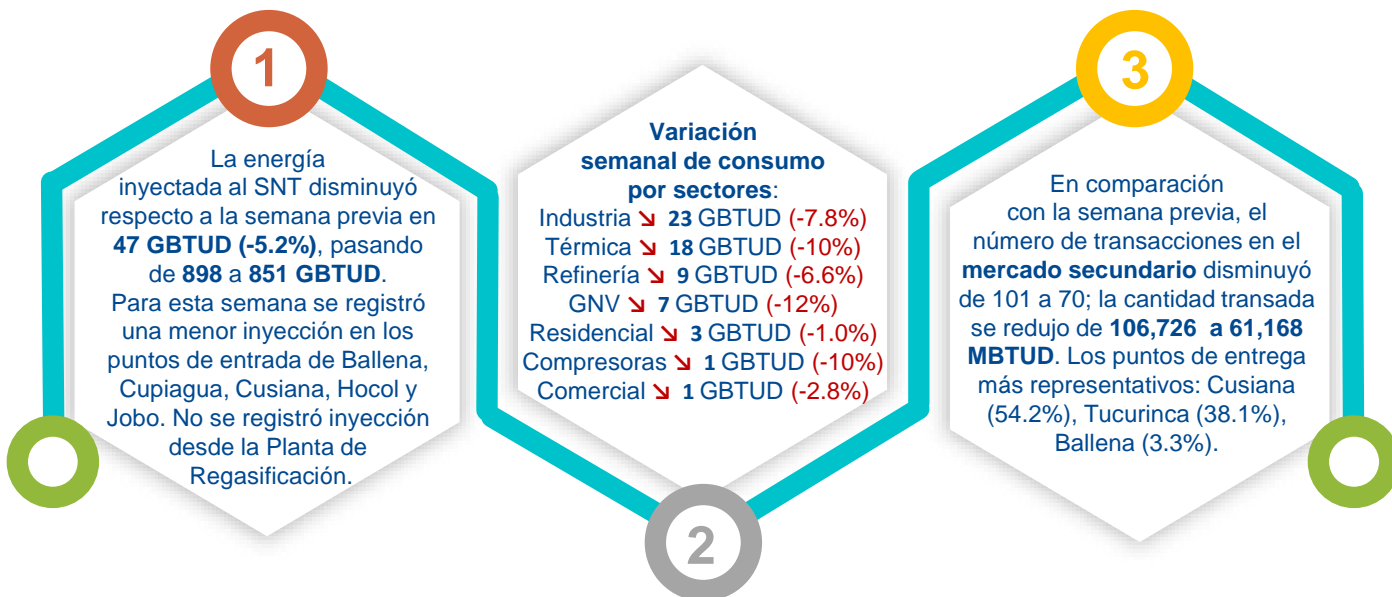 1
La energía
inyectada al SNT disminuyó
respecto a la semana previa en
47 GBTUD (-5.2%), pasando
de 898 a 851 GBTUD.
Para esta semana se registró
una menor inyección en los
puntos de entrada de Ballena,
Cupiagua, Cusiana, Hocol y
Jobo. No se registró inyección
desde la Planta de
Regasificación.
Variación
semanal de consumo
por sectores:
Industria ↘ 23 GBTUD (-7.8%)
Térmica ↘ 18 GBTUD (-10%)
Refinería ↘ 9 GBTUD (-6.6%)
GNV ↘ 7 GBTUD (-12%)
Residencial ↘ 3 GBTUD (-1.0%)
Compresoras ↘ 1 GBTUD (-10%)
Comercial ↘ 1 GBTUD (-2.8%)
2
3
En comparación
con la semana previa, el
número de transacciones en el
mercado secundario disminuyó
de 101 a 70; la cantidad transada
se redujo de 106,726 a 61,168
MBTUD. Los puntos de entrega
más representativos: Cusiana
(54.2%), Tucurinca (38.1%),
Ballena (3.3%).